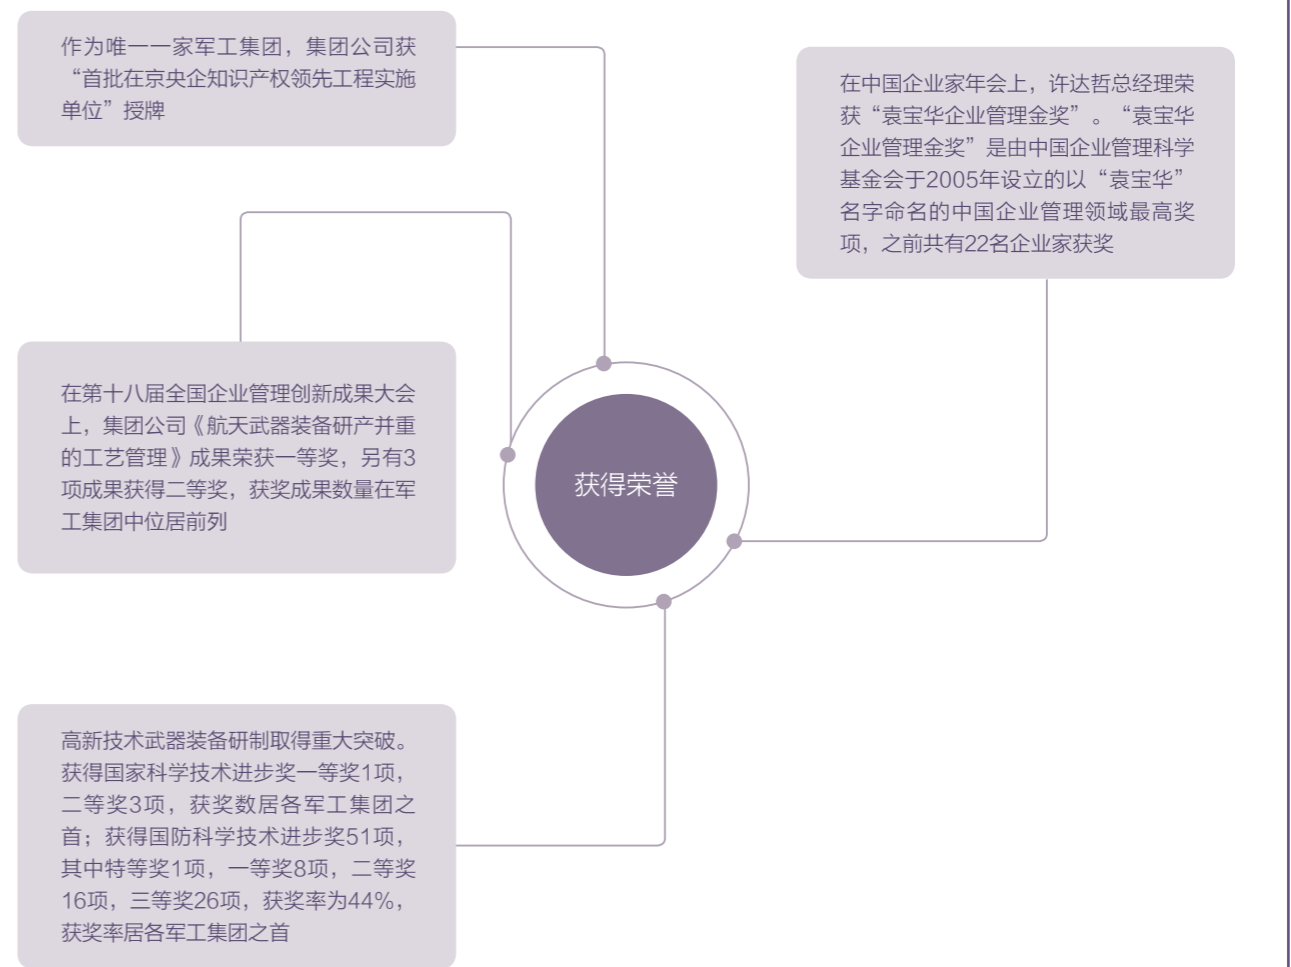 作为唯一一家军工集团，集团公司获
“首批在京央企知识产权领先工程实施
单位”授牌
在中国企业家年会上，许达哲总经理荣
获“袁宝华企业管理金奖”。“袁宝华
企业管理金奖”是由中国企业管理科学
基金会于2005年设立的以“袁宝华”
名字命名的中国企业管理领域最高奖
项，之前共有22名企业家获奖
在第十八届全国企业管理创新成果大会
上，集团公司《航天武器装备研产并重
的工艺管理》成果荣获一等奖，另有3
项成果获得二等奖，获奖成果数量在军
工集团中位居前列
获得荣誉
高新技术武器装备研制取得重大突破。
获得国家科学技术进步奖一等奖1项，
二等奖3项，获奖数居各军工集团之
首；获得国防科学技术进步奖51项，
其中特等奖1项，一等奖8项，二等奖
16项，三等奖26项，获奖率为44%，
获奖率居各军工集团之首